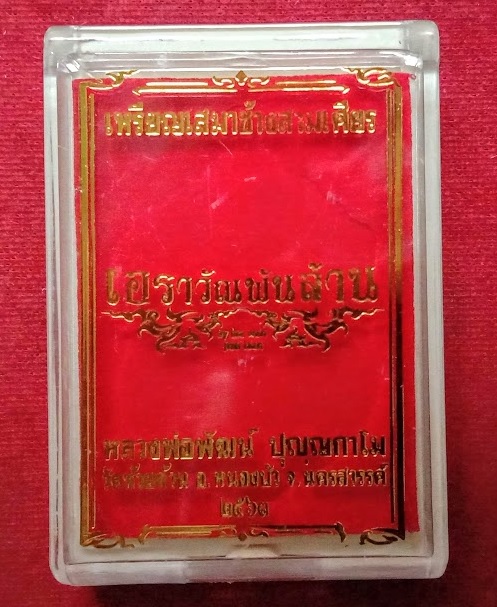 เหรียญเสมาช้างสามเศียร
เอราวัณพันล้าน
หลวงพ่อพัฒน์ ปุญญกาโม
วัดห้วยด้วน อ.หนองบัว จ.นครสวรรค์
๒๕๖๓